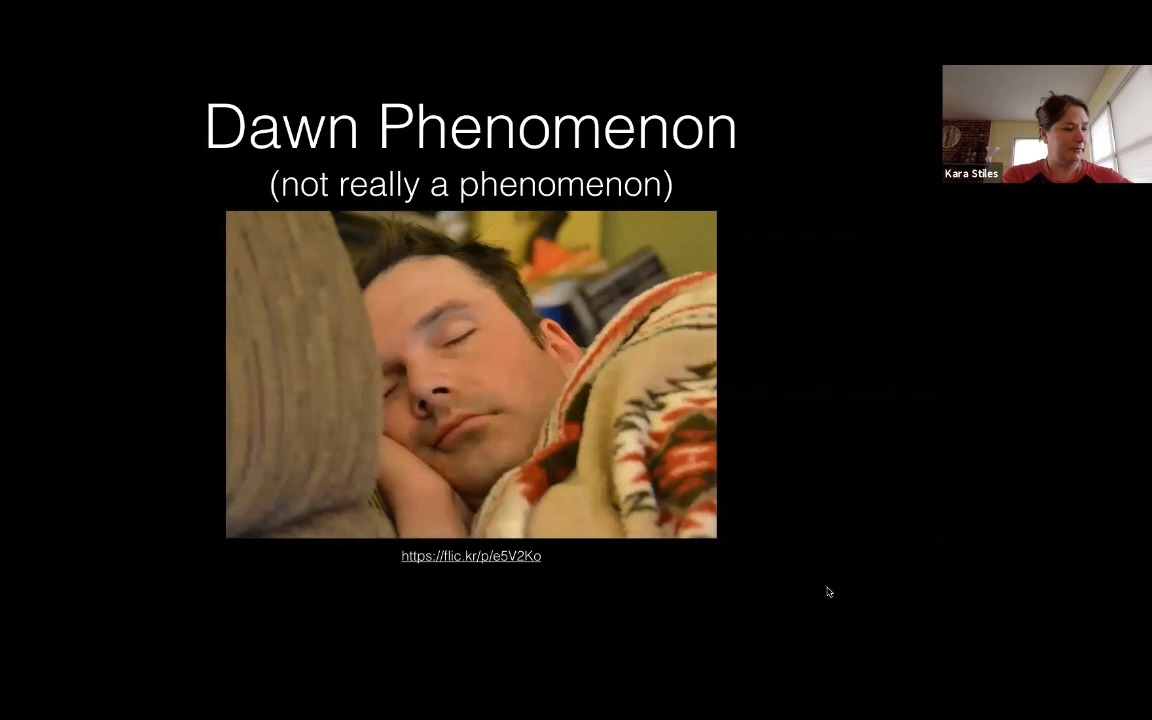 Dawn Phenomenon
(not really a phenomenon)
Kara Stiles
https://flic.kr/p/e5V2Ko